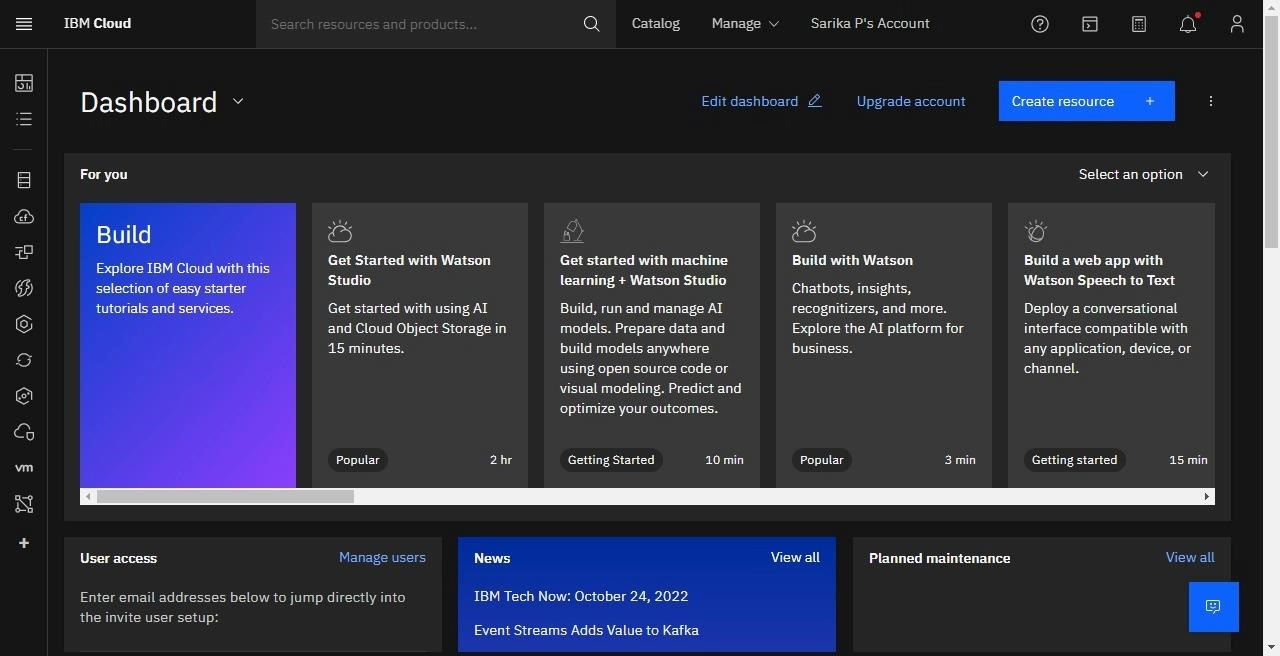 IBM Cloud
Search resources and products...
Catalog
Manage
Sarika P's Account
Dashboard
Edit dashboard
Upgrade account
Create resource +
For you
Select an option
Build
Explore IBM Cloud with this
selection of easy starter
tutorials and services.
Get Started with Watson
Studio
Get started with using AI
and Cloud Object Storage in
15 minutes.
Popular
2 hr
Get started with machine
learning + Watson Studio
Build, run and manage AI
models. Prepare data and
build models anywhere
using open source code or
visual modeling. Predict and
optimize your outcomes.
Getting Started
10 min
Build with Watson
Chatbots, insights,
recognizers, and more.
Explore the AI platform for
business.
Popular
3 min
Build a web app with
Watson Speech to Text
Deploy a conversational
interface compatible with
any application, device, or
channel.
Getting started
15 min
cf
vm
User access
Manage users
Enter email addresses below to jump directly into
the invite user setup:
News
View all
IBM Tech Now: October 24, 2022
Event Streams Adds Value to Kafka
Planned maintenance
View all